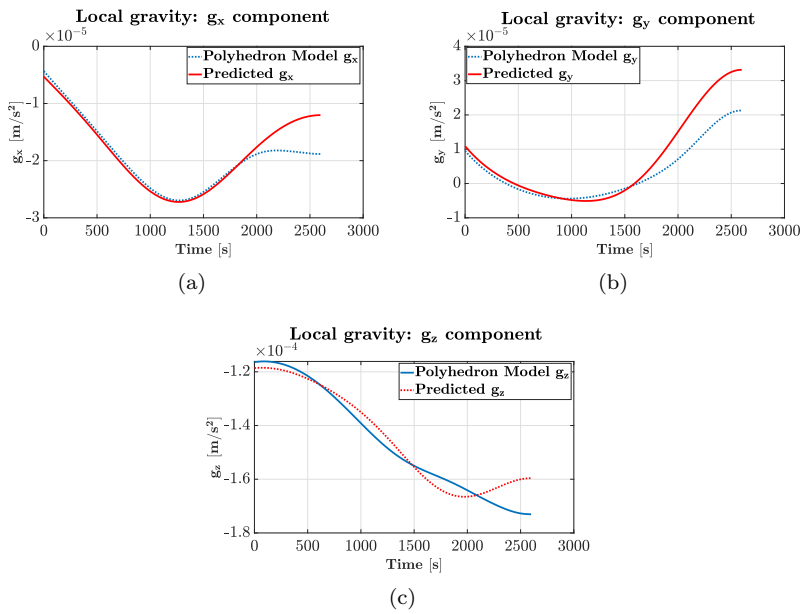 Local gravity: gx component
×10⁻⁵
0
-1
-2
-3
gx [m/s²]
Polyhedron Model gx
Predicted gx
0 500 1000 1500 2000 2500 3000
Time [s]
(a)
Local gravity: gy component
×10⁻⁵
4
3
2
1
0
-1
gy [m/s²]
Polyhedron Model gy
Predicted gy
0 500 1000 1500 2000 2500 3000
Time [s]
(b)
Local gravity: gz component
×10⁻⁴
-1.2
-1.4
-1.6
-1.8
gz [m/s²]
Polyhedron Model gz
Predicted gz
0 500 1000 1500 2000 2500 3000
Time [s]
(c)